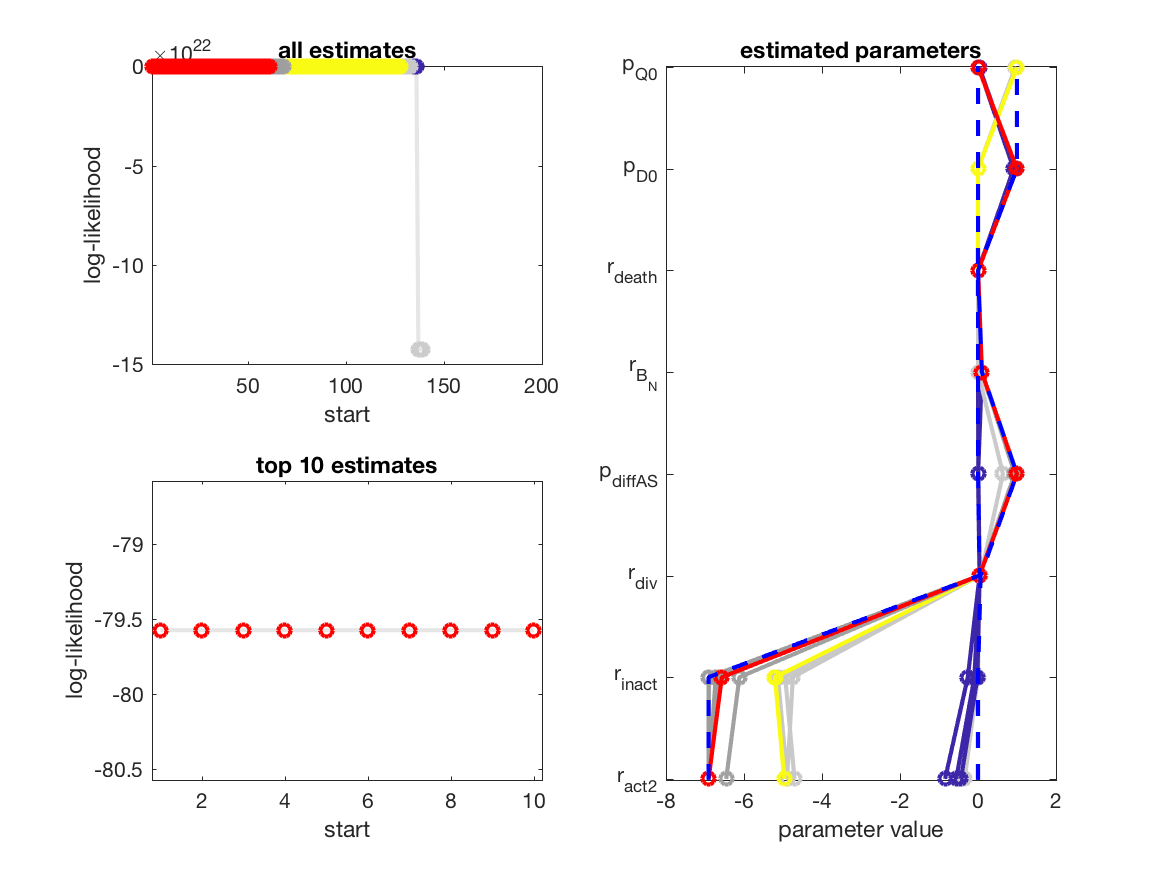 ×10^22
all estimates
0
-5
-10
-15
50
100
150
200
log-likelihood
start
top 10 estimates
-79
-79.5
-80
-80.5
2
4
6
8
10
log-likelihood
start
estimated parameters
p_Q0
p_D0
r_death
r_B_N
p_diffAS
r_div
r_inact
r_act2
-8
-6
-4
-2
0
2
parameter value